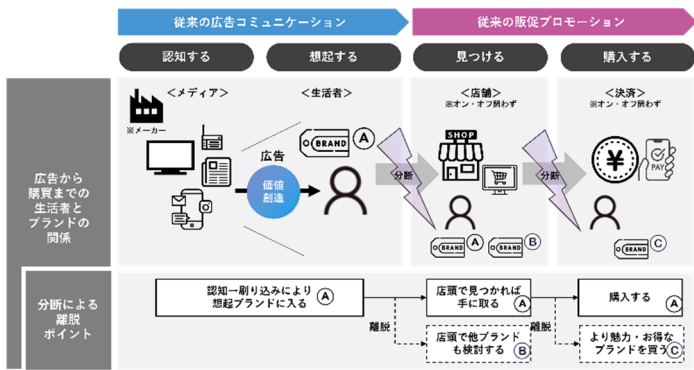 従来の広告コミュニケーション
従来の販促プロモーション
認知する
想起する
見つける
購入する
広告から
購買までの
生活者と
ブランドの
関係
<メディア>
※メーカー
広告
価値
創造
<生活者>
BRAND
A
分断
<店舗>
※オン・オフ問わず
SHOP
BRAND
A
BRAND
B
分断
<決済>
※オン・オフ問わず
¥
PAY
BRAND
C
分断による
離脱
ポイント
認知→刷り込みにより
想起ブランドに入る
A
離脱
店頭で見つかれば
手に取る
A
店頭で他ブランド
も検討する
B
離脱
購入する
A
より魅力・お得な
ブランドを買う
C